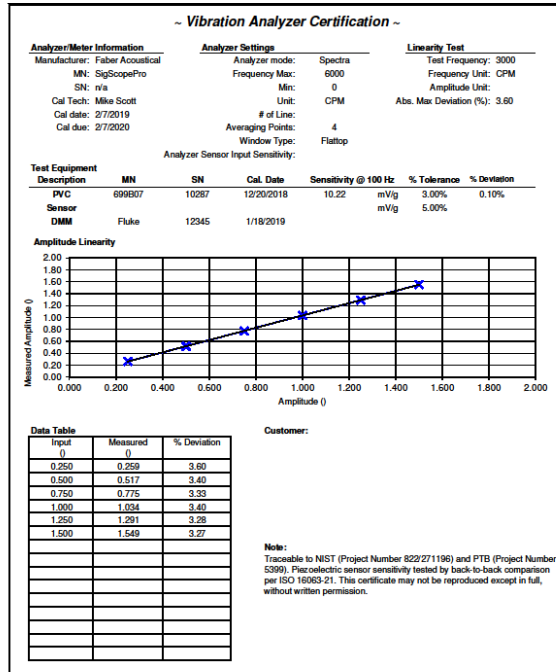 ~ Vibration Analyzer Certification ~
Analyzer/Meter Information Analyzer Settings Linearity Test
Manufacturer: Faber Acoustical Analyzer mode: Spectra Test Frequency: 3000
MN: SigScopePro Frequency Max: 6000 Frequency Unit: CPM
SN: n/a Min: 0 Amplitude Unit:
Cal Tech: Mike Scott Unit: CPM Abs. Max Deviation (%): 3.60
Cal date: 2/7/2019 # of Line:
Cal due: 2/7/2020 Averaging Points: 4
Window Type: Flattop
Analyzer Sensor Input Sensitivity:
Test Equipment
Description MN SN Cal. Date Sensitivity @ 100 Hz % Tolerance % Deviation
PVC 699B07 10287 12/20/2018 10.22 mV/g 3.00% 0.10%
Sensor mV/g 5.00%
DMM Fluke 12345 1/18/2019
Amplitude Linearity
Measured Amplitude ()
2.00
1.80
1.60
1.40
1.20
1.00
0.80
0.60
0.40
0.20
0.00
0.000 0.200 0.400 0.600 0.800 1.000 1.200 1.400 1.600 1.800 2.000
Amplitude ()
Data Table Customer:
Input Measured % Deviation
() ()
0.250 0.259 3.60
0.500 0.517 3.40
0.750 0.775 3.33
1.000 1.034 3.40
1.250 1.291 3.28
1.500 1.549 3.27
Note:
Traceable to NIST (Project Number 822/271196) and PTB (Project Number
5399). Piezoelectric sensor sensitivity tested by back-to-back comparison
per ISO 16063-21. This certificate may not be reproduced except in full,
without written permission.